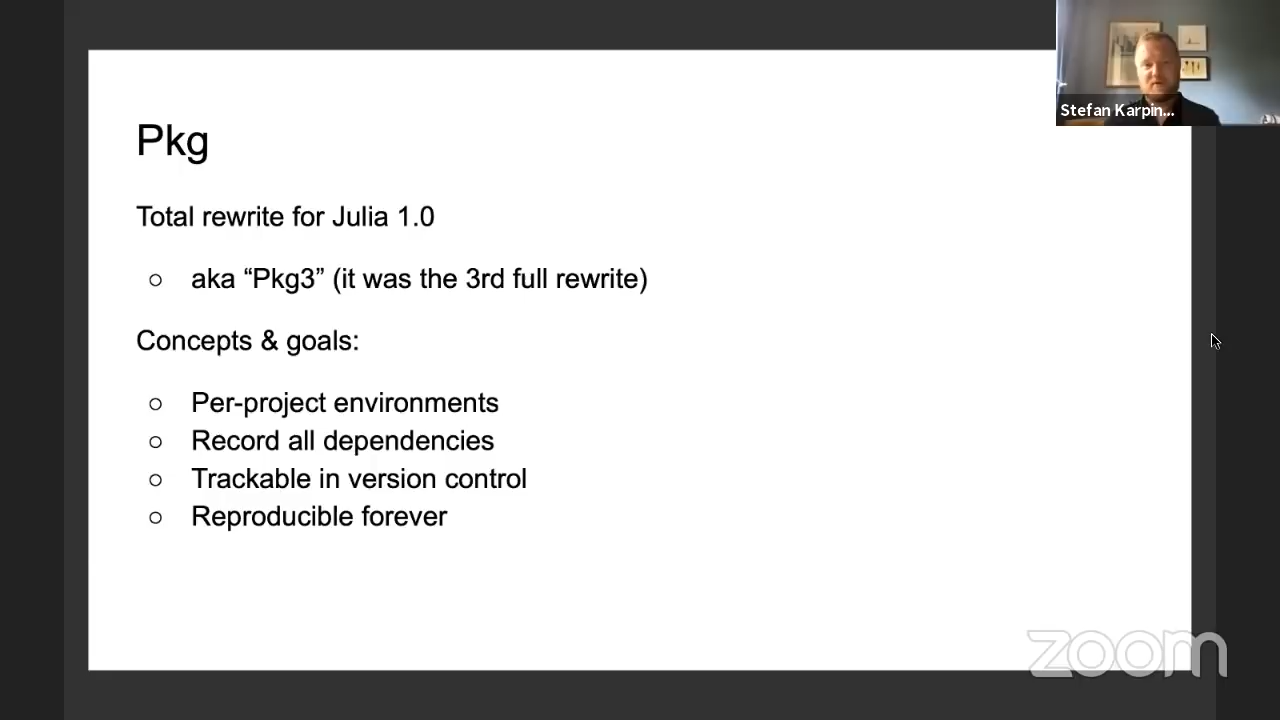 Stefan Karpin...
Pkg
Total rewrite for Julia 1.0
○ aka “Pkg3” (it was the 3rd full rewrite)
Concepts & goals:
○ Per-project environments
○ Record all dependencies
○ Trackable in version control
○ Reproducible forever
zoom